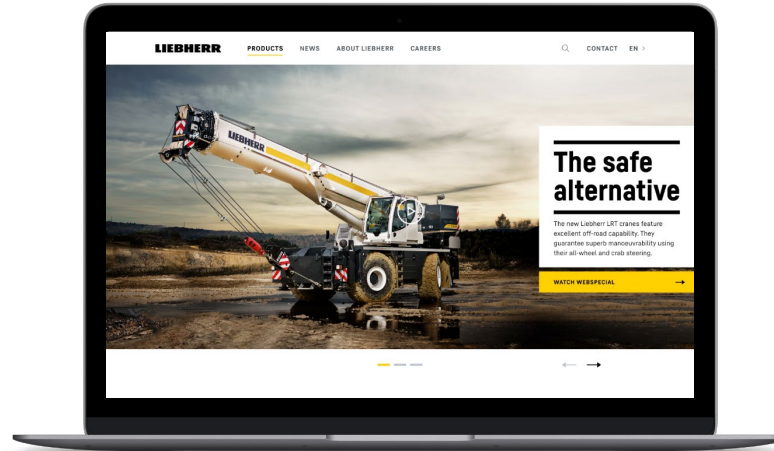 LIEBHERR
PRODUCTS NEWS ABOUT LIEBHERR CAREERS
CONTACT EN
LIEBHERR
The safe
alternative
The new Liebherr LRT cranes feature
excellent off-road capability. They
guarantee superb manoeuvrability using
their all-wheel and crab steering.
WATCH WEBSPECIAL